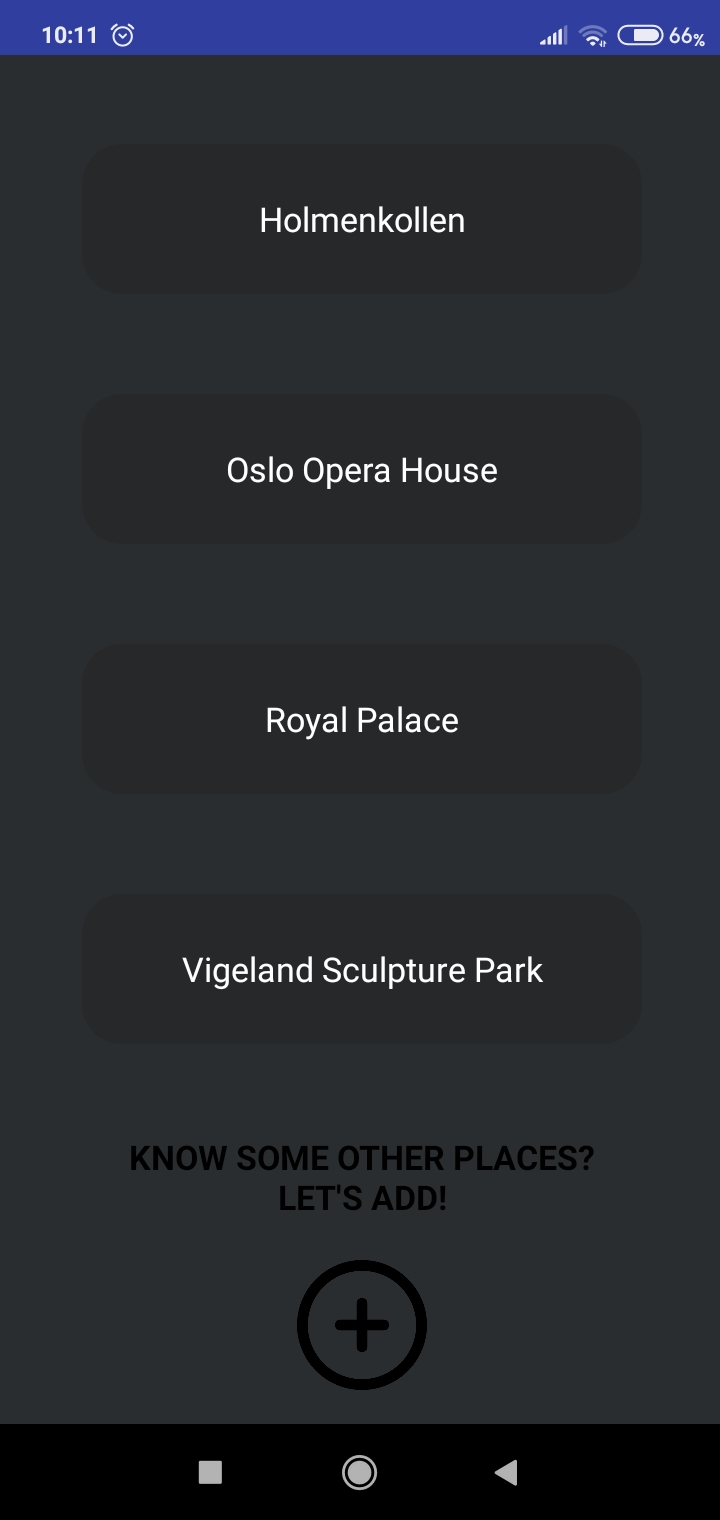 10:11 66%
Holmenkollen
Oslo Opera House
Royal Palace
Vigeland Sculpture Park
KNOW SOME OTHER PLACES?
LET'S ADD!